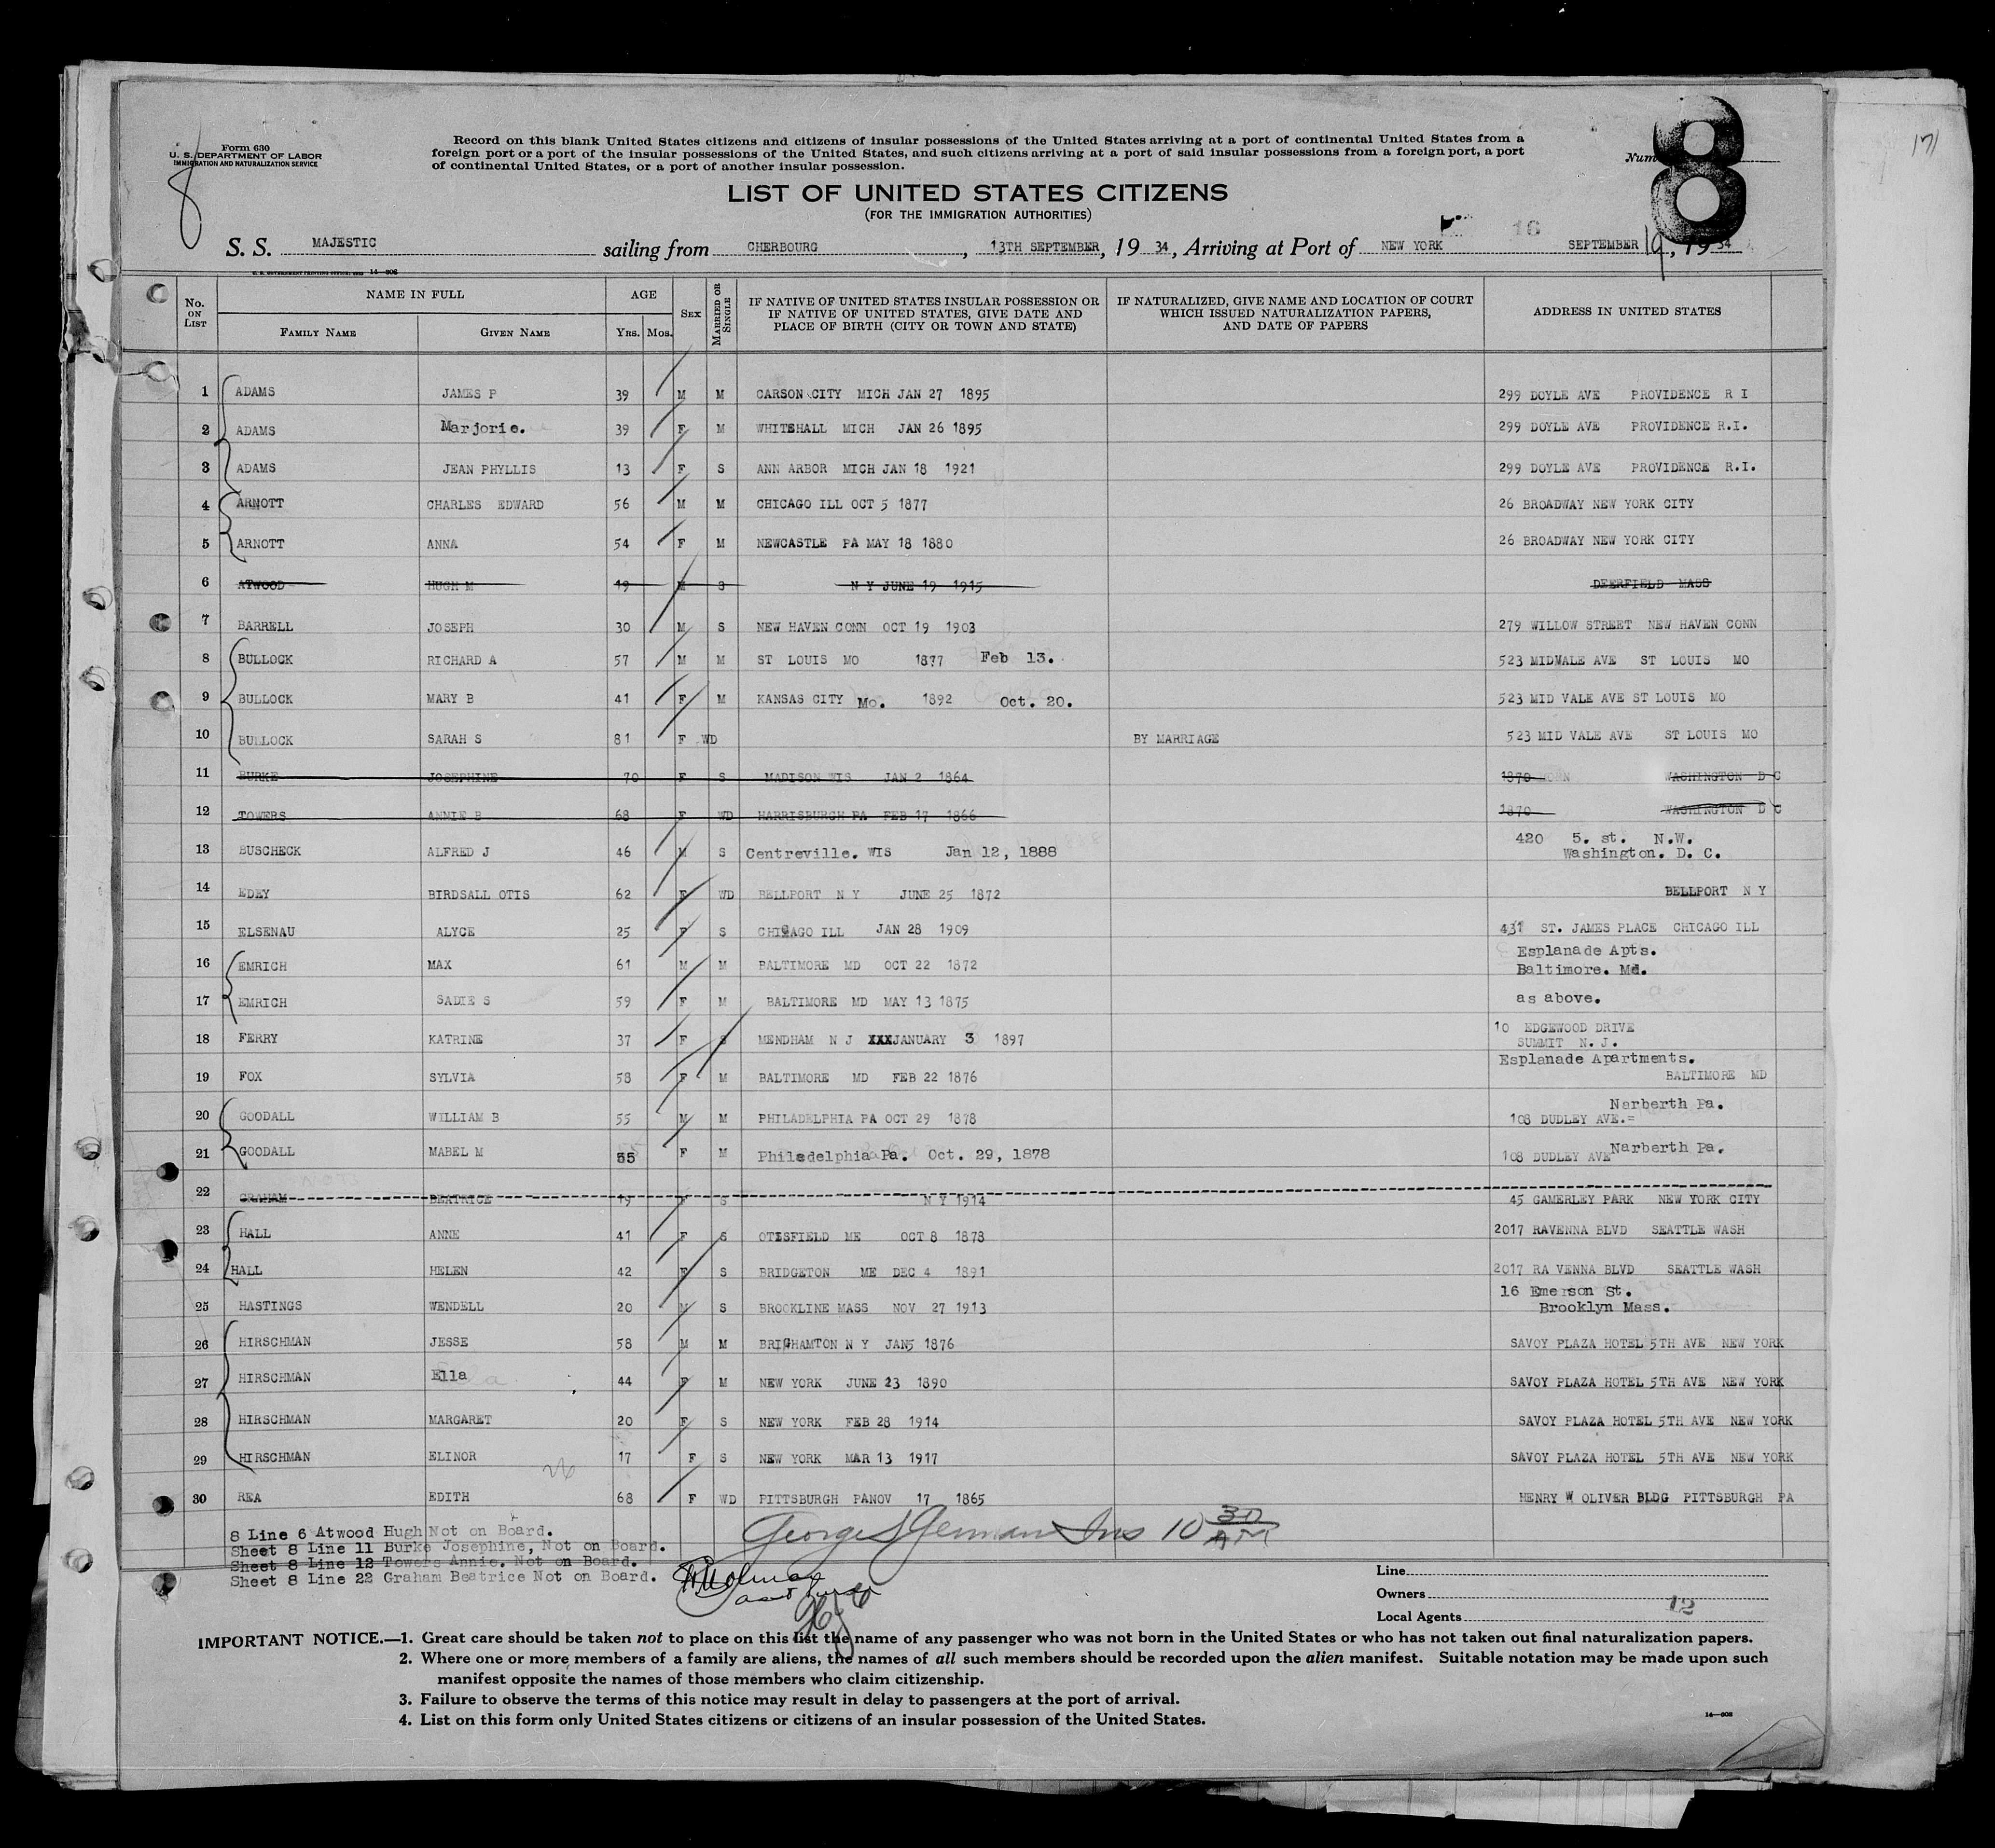 171
8
Form 630
U. S. DEPARTMENT OF LABOR
IMMIGRATION AND NATURALIZATION SERVICE
8
Record on this blank United States citizens and citizens of insular possessions of the United States arriving at a port of continental United States from a
foreign port or a port of the insular possessions of the United States, and such citizens arriving at a port of said insular possessions from a foreign port, a port
of continental United States, or a port of another insular possession.
LIST OF UNITED STATES CITIZENS
(FOR THE IMMIGRATION AUTHORITIES)
16
S. S. MAJESTIC sailing from CHERBOURG, 13TH SEPTEMBER, 19 34, Arriving at Port of NEW YORK SEPTEMBER 19, 19 34
No. ON LIST NAME IN FULL FAMILY NAME GIVEN NAME AGE YRS. MOS. SEX MARRIED OR SINGLE IF NATIVE OF UNITED STATES INSULAR POSSESSION OR IF NATIVE OF UNITED STATES, GIVE DATE AND PLACE OF BIRTH (CITY OR TOWN AND STATE) IF NATURALIZED, GIVE NAME AND LOCATION OF COURT WHICH ISSUED NATURALIZATION PAPERS, AND DATE OF PAPERS ADDRESS IN UNITED STATES
1 ADAMS JAMES P 39 M M CARSON CITY MICH JAN 27 1895 299 DOYLE AVE PROVIDENCE R I
2 ADAMS Marjorie. 39 F M WHITEHALL MICH JAN 26 1895 299 DOYLE AVE PROVIDENCE R.I.
3 ADAMS JEAN PHYLLIS 13 F S ANN ARBOR MICH JAN 18 1921 299 DOYLE AVE PROVIDENCE R.I.
4 ARNOTT CHARLES EDWARD 56 M M CHICAGO ILL OCT 5 1877 26 BROADWAY NEW YORK CITY
5 ARNOTT ANNA 54 F M NEWCASTLE PA MAY 18 1880 26 BROADWAY NEW YORK CITY
6 ATWOOD HUGH M 19 M S N Y JUNE 19 1915 DEERFIELD MASS
7 BARRELL JOSEPH 30 M S NEW HAVEN CONN OCT 19 1903 279 WILLOW STREET NEW HAVEN CONN
8 BULLOCK RICHARD A 57 M M ST LOUIS MO 1877 Feb 13. 523 MIDVALE AVE ST LOUIS MO
9 BULLOCK MARY B 41 F M KANSAS CITY Mo. 1892 Oct. 20. 523 MID VALE AVE ST LOUIS MO
10 BULLOCK SARAH S 81 F WD BY MARRIAGE 523 MID VALE AVE ST LOUIS MO
11 BURKE JOSEPHINE 70 F S MADISON WIS JAN 2 1864 1870 WASHINGTON D C
12 TOWERS ANNIE B 68 F WD HARRISBURGH PA FEB 17 1866 1870 WASHINGTON D C
13 BUSCHECK ALFRED J 46 M S Centreville. WIS Jan 12, 1888 420 5. st. N.W. Washington. D. C.
14 EDEY BIRDSALL OTIS 62 F WD BELLPORT N Y JUNE 25 1872 BELLPORT N Y
15 ELSENAU ALYCE 25 F S CHICAGO ILL JAN 28 1909 431 ST. JAMES PLACE CHICAGO ILL
16 EMRICH MAX 61 M M BALTIMORE MD OCT 22 1872 Esplanade Apts. Baltimore. Md.
17 EMRICH SADIE S 59 F M BALTIMORE MD MAY 13 1875 as above.
18 FERRY KATRINE 37 F S MENDHAM N J XXXJANUARY 3 1897 10 EDGEWOOD DRIVE SUMMIT N. J.
19 FOX SYLVIA 58 F M BALTIMORE MD FEB 22 1876 Esplanade Apartments. BALTIMORE MD
20 GOODALL WILLIAM B 55 M M PHILADELPHIA PA OCT 29 1878 108 DUDLEY AVE.= Narberth Pa.
21 GOODALL MABEL M 55 F M Philedelphia Pa. Oct. 29, 1878 108 DUDLEY AVE Narberth Pa.
22 GRAHAM BEATRICE 19 F S N Y 1914 45 GAMERLEY PARK NEW YORK CITY
23 HALL ANNE 41 F S OTISFIELD ME OCT 8 1878 2017 RAVENNA BLVD SEATTLE WASH
24 HALL HELEN 42 F S BRIDGETON ME DEC 4 1891 2017 RA VENNA BLVD SEATTLE WASH
25 HASTINGS WENDELL 20 M S BROOKLINE MASS NOV 27 1913 16 Emerson St. Brooklyn Mass.
26 HIRSCHMAN JESSE 58 M M BRIGHAMTON N Y JAN5 1876 SAVOY PLAZA HOTEL 5TH AVE NEW YORK
27 HIRSCHMAN Ella 44 F M NEW YORK JUNE 23 1890 SAVOY PLAZA HOTEL 5TH AVE NEW YORK
28 HIRSCHMAN MARGARET 20 F S NEW YORK FEB 28 1914 SAVOY PLAZA HOTEL 5TH AVE NEW YORK
29 HIRSCHMAN ELINOR 17 F S NEW YORK MAR 13 1917 SAVOY PLAZA HOTEL 5TH AVE NEW YORK
26
30 REA EDITH 68 F WD PITTSBURGH PANOV 17 1865 HENRY W OLIVER BLDG PITTSBURGH PA
8 Line 6 Atwood Hugh Not on Board.
Sheet 8 Line 11 Burke Josephine, Not on Board.
Sheet 8 Line 12 Towers Annie. Not on Board.
Sheet 8 Line 22 Graham Beatrice Not on Board.
George Ins 10 30 AM
26
Line
Owners
Local Agents 12
IMPORTANT NOTICE.—1. Great care should be taken not to place on this list the name of any passenger who was not born in the United States or who has not taken out final naturalization papers.
2. Where one or more members of a family are aliens, the names of all such members should be recorded upon the alien manifest. Suitable notation may be made upon such
manifest opposite the names of those members who claim citizenship.
3. Failure to observe the terms of this notice may result in delay to passengers at the port of arrival.
4. List on this form only United States citizens or citizens of an insular possession of the United States.
14—608